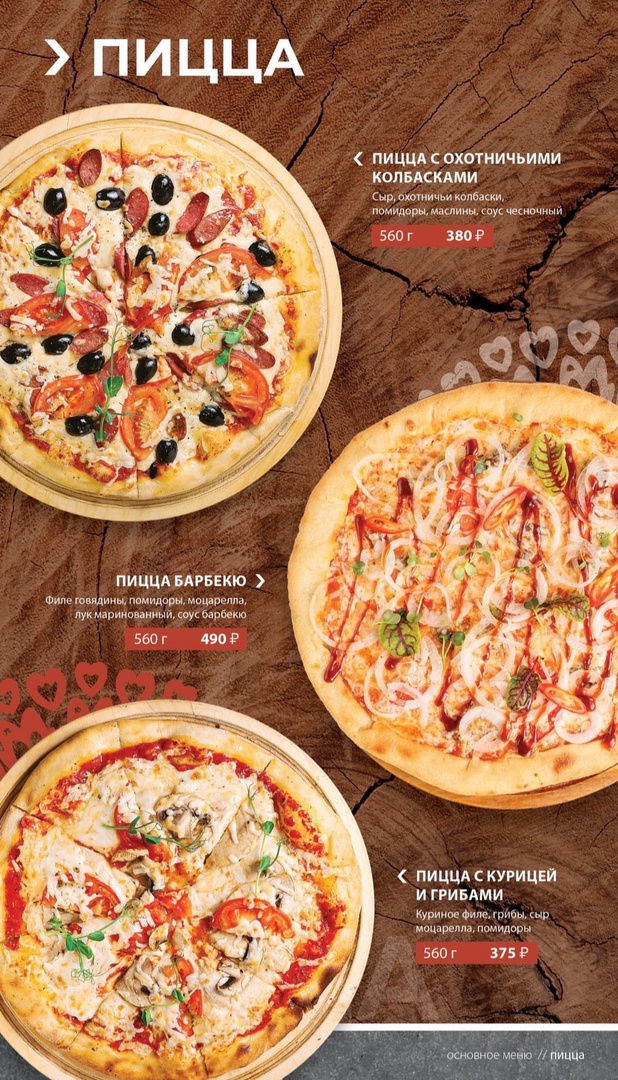 ПИЦЦА
ПИЦЦА С ОХОТНИЧЬИМИ
КОЛБАСКАМИ
Сыр, охотничьи колбаски,
помидоры, маслины, соус чесночный
560 г 380 ₽
ПИЦЦА БАРБЕКЮ
Филе говядины, помидоры, моцарелла,
лук маринованный, соус барбекю
560 г 490 ₽
ПИЦЦА С КУРИЦЕЙ
И ГРИБАМИ
Куриное филе, грибы, сыр
моцарелла, помидоры
560 г 375 ₽
основное меню // пицца